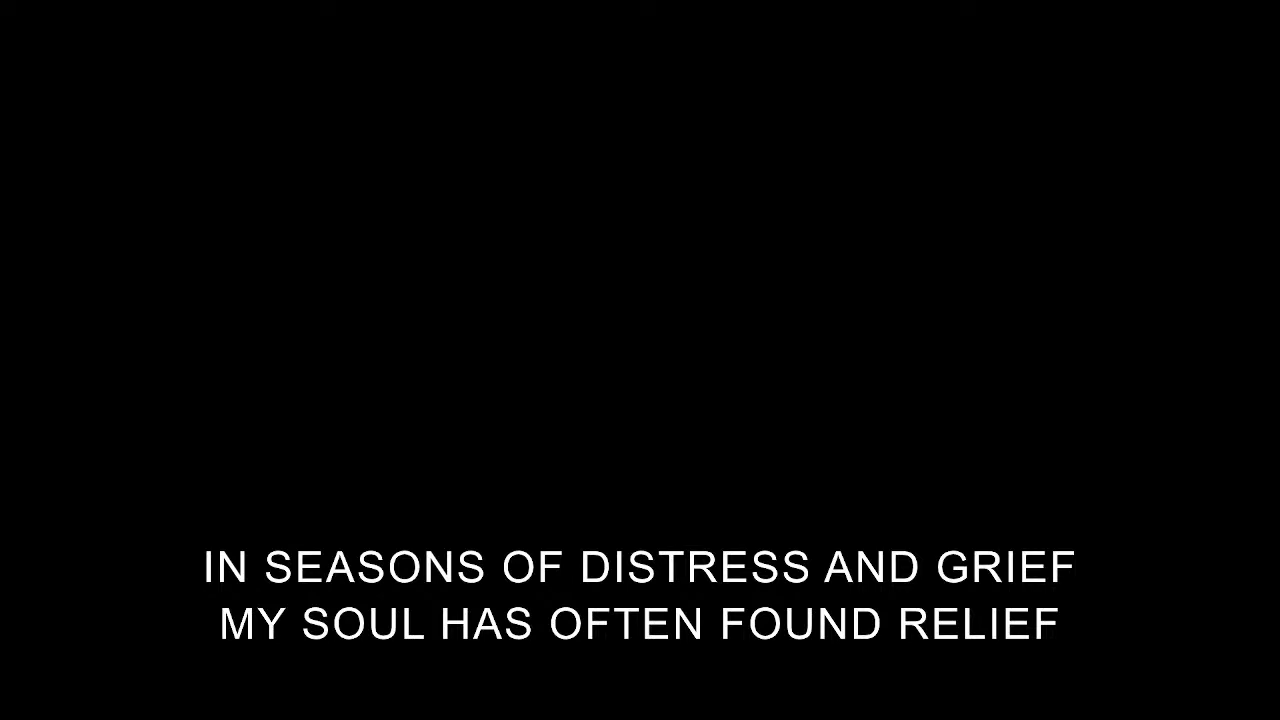 IN SEASONS OF DISTRESS AND GRIEF
MY SOUL HAS OFTEN FOUND RELIEF